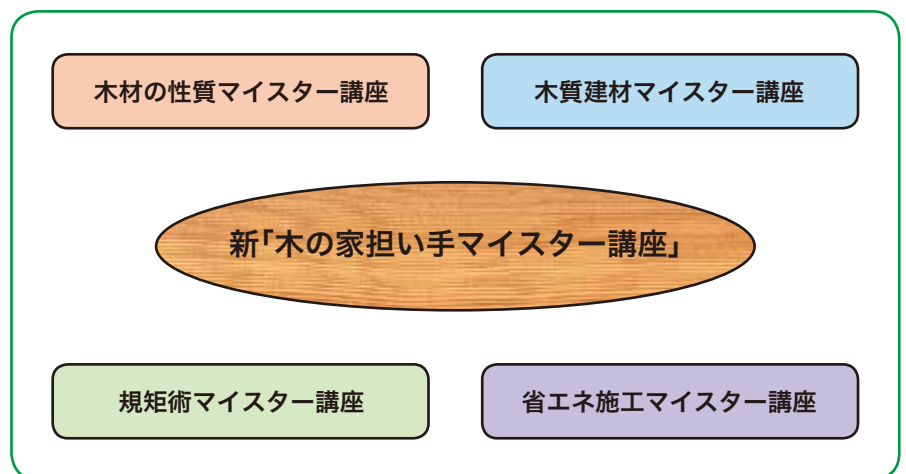 木材の性質マイスター講座
木質建材マイスター講座
新｢木の家担い手マイスター講座｣
規矩術マイスター講座
省エネ施工マイスター講座